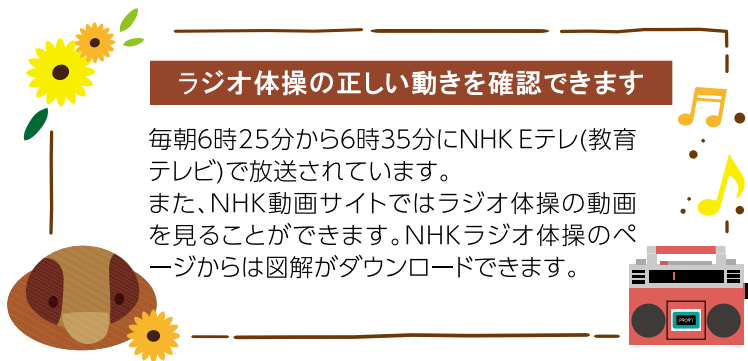 ラジオ体操の正しい動きを確認できます
毎朝6時25分から6時35分にNHK Eテレ(教育
テレビ)で放送されています。
また、NHK動画サイトではラジオ体操の動画
を見ることができます。NHKラジオ体操のペ
ージからは図解がダウンロードできます。